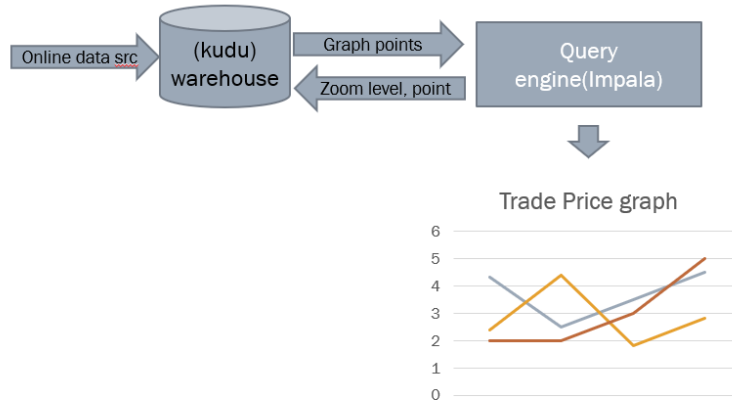 Online data src
(kudu)
warehouse
Graph points
Zoom level, point
Query
engine(Impala)
Trade Price graph
6
5
4
3
2
1
0